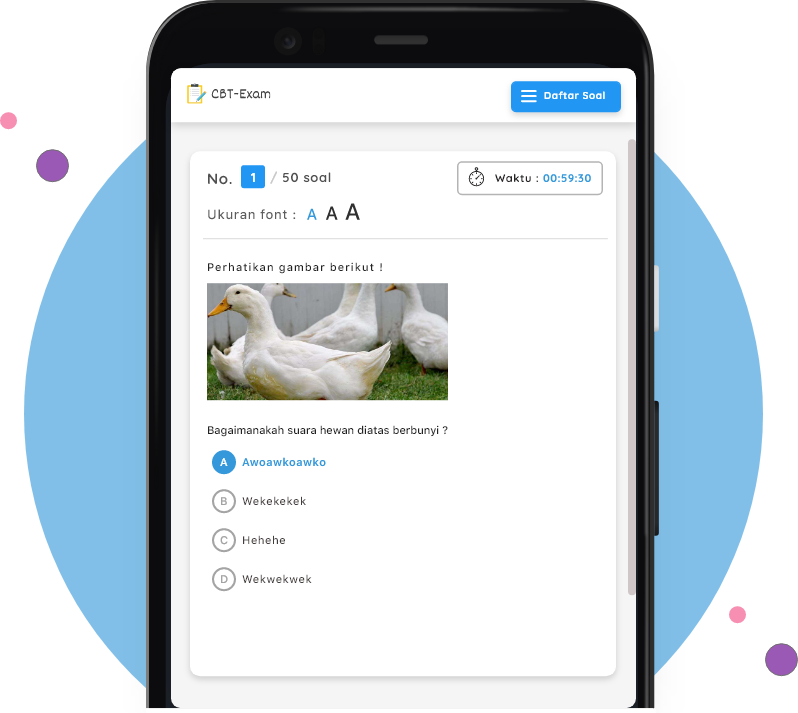 CBT-Exam
Daftar Soal
No. 1 / 50 soal
Waktu : 00:59:30
Ukuran font : A A A
Perhatikan gambar berikut !
Bagaimanakah suara hewan diatas berbunyi ?
A Awoawkoawko
B Wekekekek
C Hehehe
D Wekwekwek